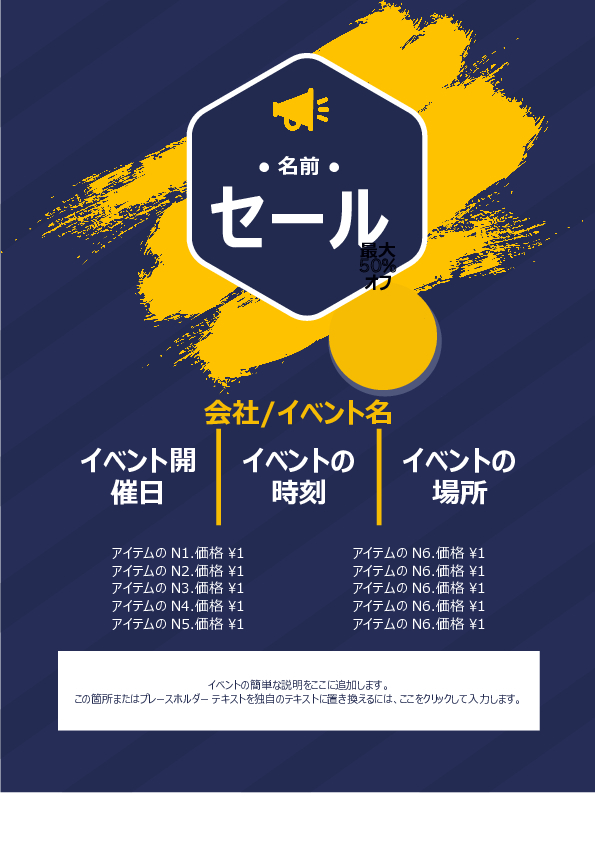 ● 名前 ●
セール
最大
50%
オフ
会社/イベント名
イベント開
催日
イベントの
時刻
イベントの
場所
アイテムの N1.価格 ¥1
アイテムの N2.価格 ¥1
アイテムの N3.価格 ¥1
アイテムの N4.価格 ¥1
アイテムの N5.価格 ¥1
アイテムの N6.価格 ¥1
アイテムの N6.価格 ¥1
アイテムの N6.価格 ¥1
アイテムの N6.価格 ¥1
アイテムの N6.価格 ¥1
イベントの簡単な説明をここに追加します。
この箇所またはプレースホルダー テキストを独自のテキストに置き換えるには、ここをクリックして入力します。